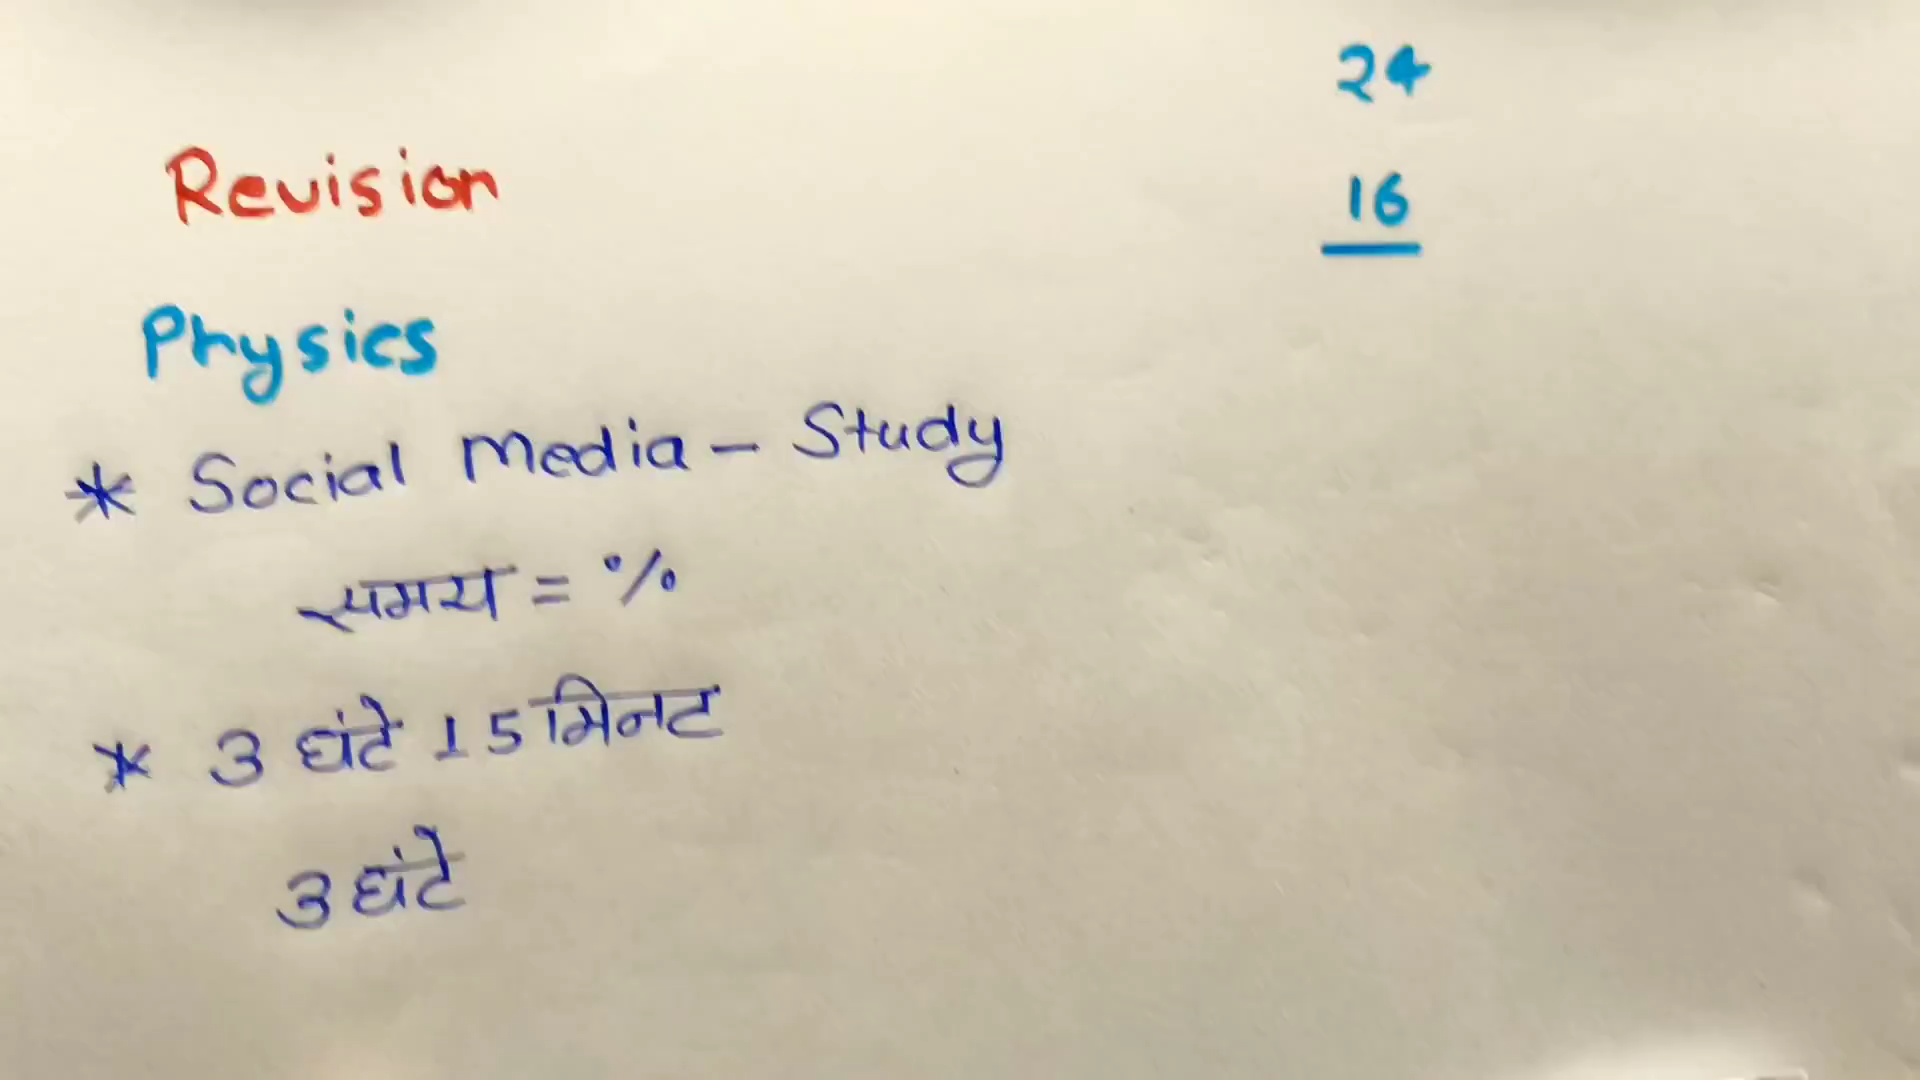 24
16
Revision
Physics
* Social Media - Study
समय = %
* 3 घंटे 15 मिनट
3 घंटे